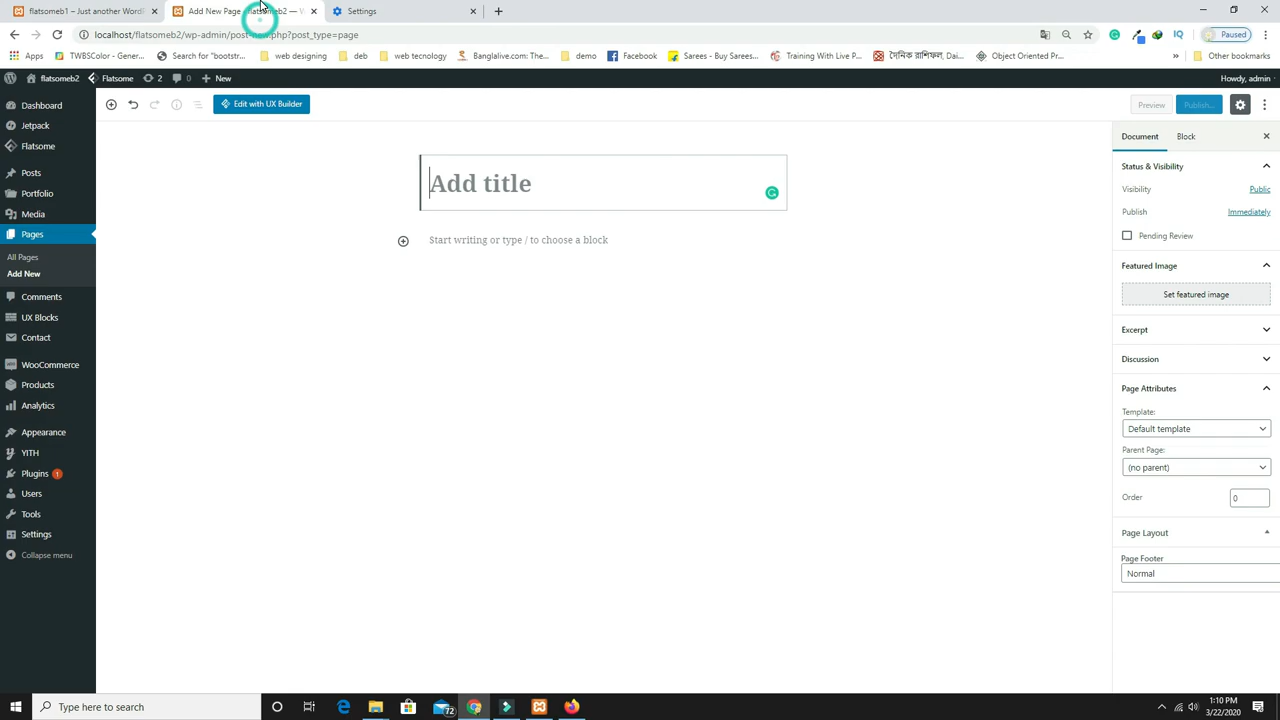 flatsomeb1 – Just another WordP
Add New Page
flatsomeb2 — W
Settings
localhost/flatsomeb2/wp-admin/post-new.php?post_type=page
Paused
Apps
TWBSColor - Generat...
Search for "bootstr...
web designing
web tecnology
Banglalive.com: The...
demo
Facebook
Sarees - Buy Sarees...
Training With Live P...
দৈনিক রাশিফল, Dai...
Object Oriented Pr...
Other bookmarks
flatsomeb2
Flatsome
2
0
New
Howdy, admin
Edit with UX Builder
Preview
Publish...
Dashboard
Jetpack
Flatsome
Posts
Portfolio
Media
Pages
All Pages
Add New
Comments
UX Blocks
Contact
WooCommerce
Products
Analytics
Appearance
YITH
Plugins 1
Users
Tools
Settings
Collapse menu
Add title
Start writing or type / to choose a block
Document
Block
Status & Visibility
Visibility
Public
Publish
Immediately
Pending Review
Featured Image
Set featured image
Excerpt
Discussion
Page Attributes
Template:
Default template
Parent Page:
(no parent)
Order
0
Page Layout
Page Footer
Normal
Type here to search
72
1:10 PM
3/22/2020